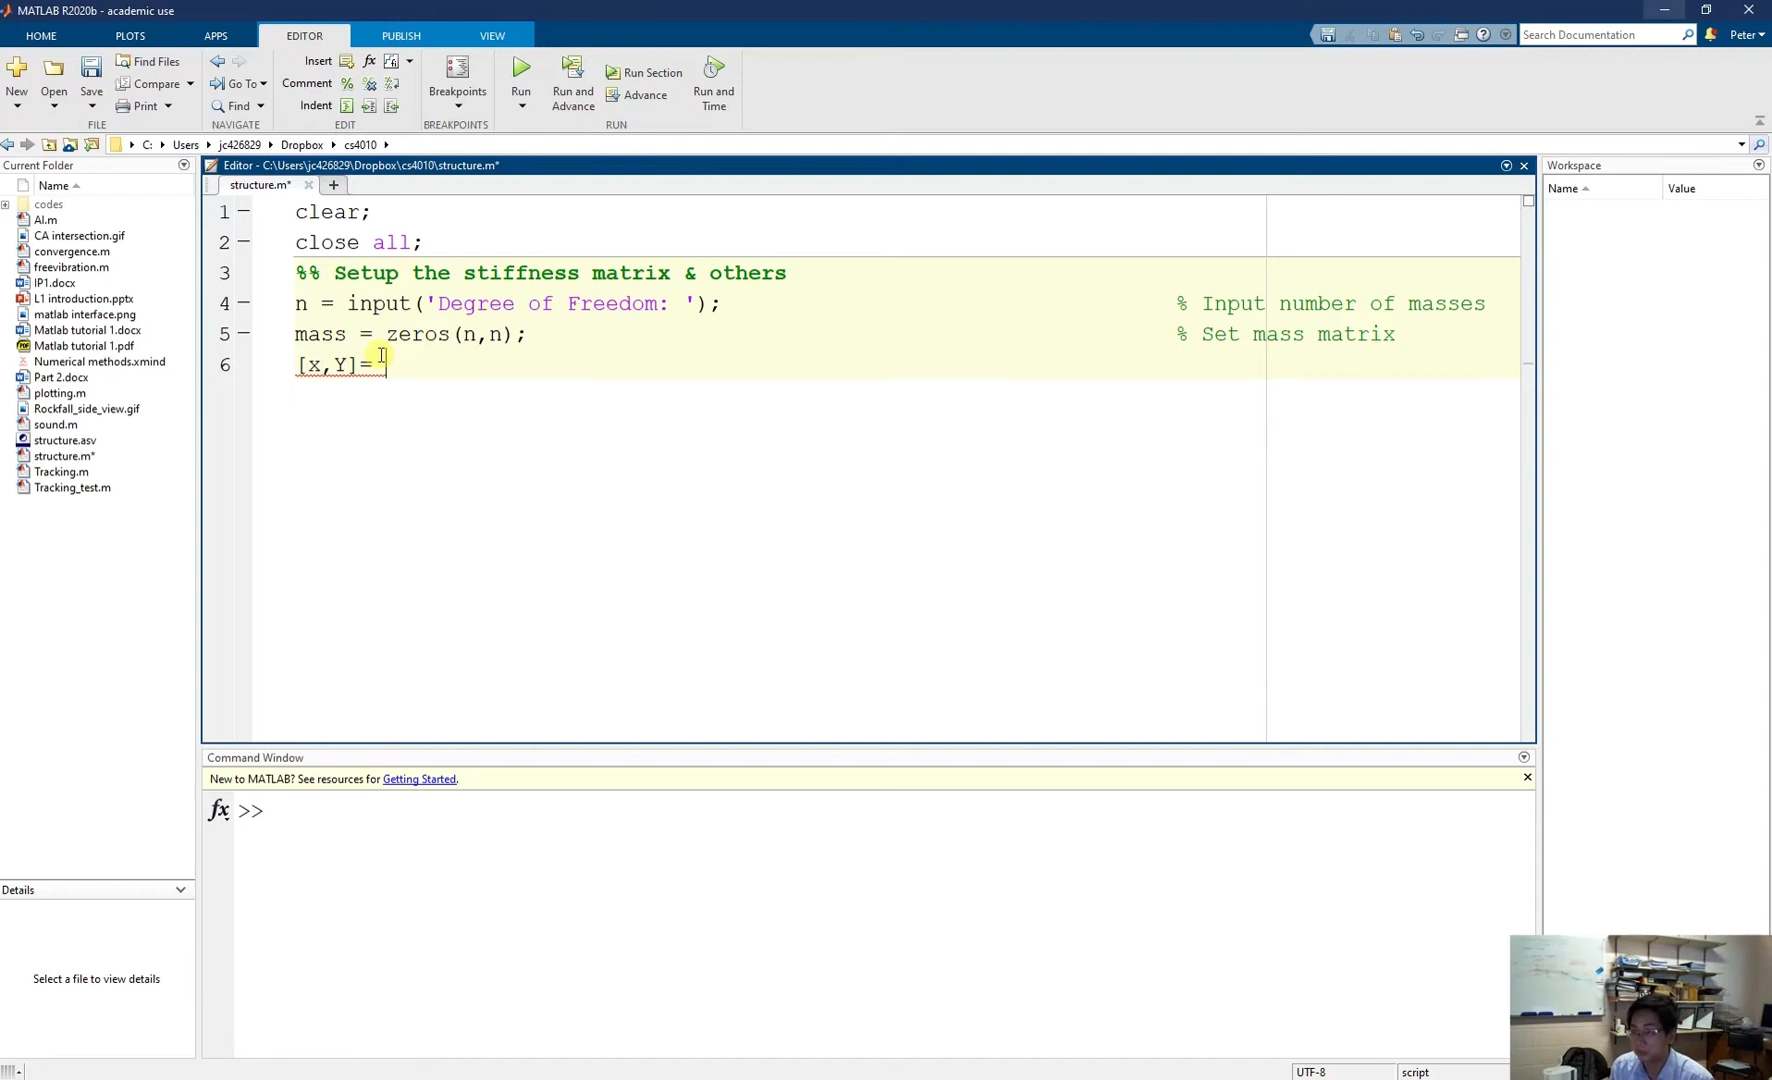 MATLAB R2020b - academic use
HOME PLOTS APPS EDITOR PUBLISH VIEW
Search Documentation
Peter
New
Open
Save
Find Files
Compare
Print
FILE
Go To
Find
NAVIGATE
Insert fx
Comment
Indent
EDIT
Breakpoints
BREAKPOINTS
Run
Run and Advance
Run Section
Advance
Run and Time
RUN
C: Users jc426829 Dropbox cs4010
Current Folder
Name
codes
AI.m
CA intersection.gif
convergence.m
freevibration.m
IP1.docx
L1 introduction.pptx
matlab interface.png
Matlab tutorial 1.docx
Matlab tutorial 1.pdf
Numerical methods.xmind
Part 2.docx
plotting.m
Rockfall_side_view.gif
sound.m
structure.asv
structure.m*
Tracking.m
Tracking_test.m
Details
Select a file to view details
Editor - C:\Users\jc426829\Dropbox\cs4010\structure.m*
structure.m*
1 clear;
2 close all;
3 %% Setup the stiffness matrix & others
4 n = input('Degree of Freedom: '); % Input number of masses
5 mass = zeros(n,n); % Set mass matrix
6 [x,Y]=
Command Window
New to MATLAB? See resources for Getting Started.
fx >>
Workspace
Name Value
UTF-8 script